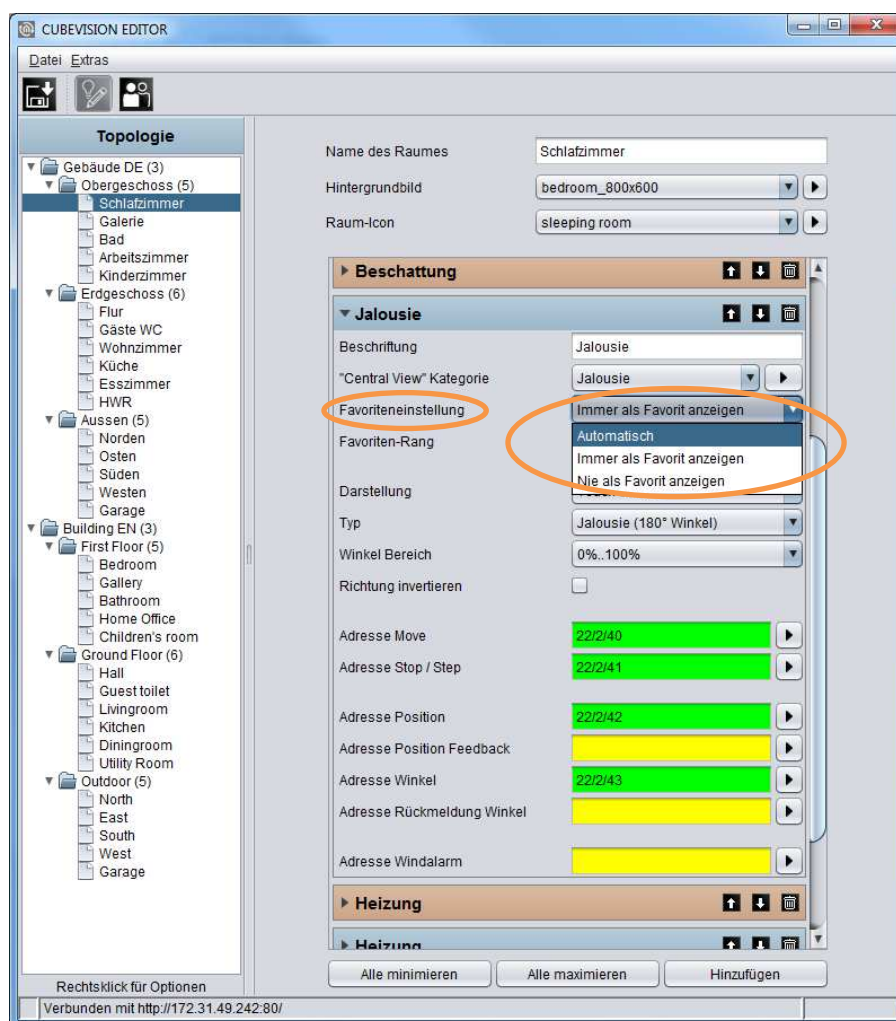 CUBEVISION EDITOR
Datei Extras
Topologie
Gebäude DE (3)
Obergeschoss (5)
Schlafzimmer
Galerie
Bad
Arbeitszimmer
Kinderzimmer
Erdgeschoss (6)
Flur
Gäste WC
Wohnzimmer
Küche
Esszimmer
HWR
Aussen (5)
Norden
Osten
Süden
Westen
Garage
Building EN (3)
First Floor (5)
Bedroom
Gallery
Bathroom
Home Office
Children's room
Ground Floor (6)
Hall
Guest toilet
Livingroom
Kitchen
Diningroom
Utility Room
Outdoor (5)
North
East
South
West
Garage
Rechtsklick für Optionen
Name des Raumes Schlafzimmer
Hintergrundbild bedroom_800x600
Raum-Icon sleeping room
Beschattung
Jalousie
Beschriftung Jalousie
"Central View" Kategorie Jalousie
Favoriteneinstellung Immer als Favorit anzeigen
Automatisch
Favoriten-Rang
Immer als Favorit anzeigen
Nie als Favorit anzeigen
Darstellung
Typ Jalousie (180° Winkel)
Winkel Bereich 0%..100%
Richtung invertieren
Adresse Move 22/2/40
Adresse Stop / Step 22/2/41
Adresse Position 22/2/42
Adresse Position Feedback
Adresse Winkel 22/2/43
Adresse Rückmeldung Winkel
Adresse Windalarm
Heizung
Heizung
Alle minimieren Alle maximieren Hinzufügen
Verbunden mit http://172.31.49.242:80/